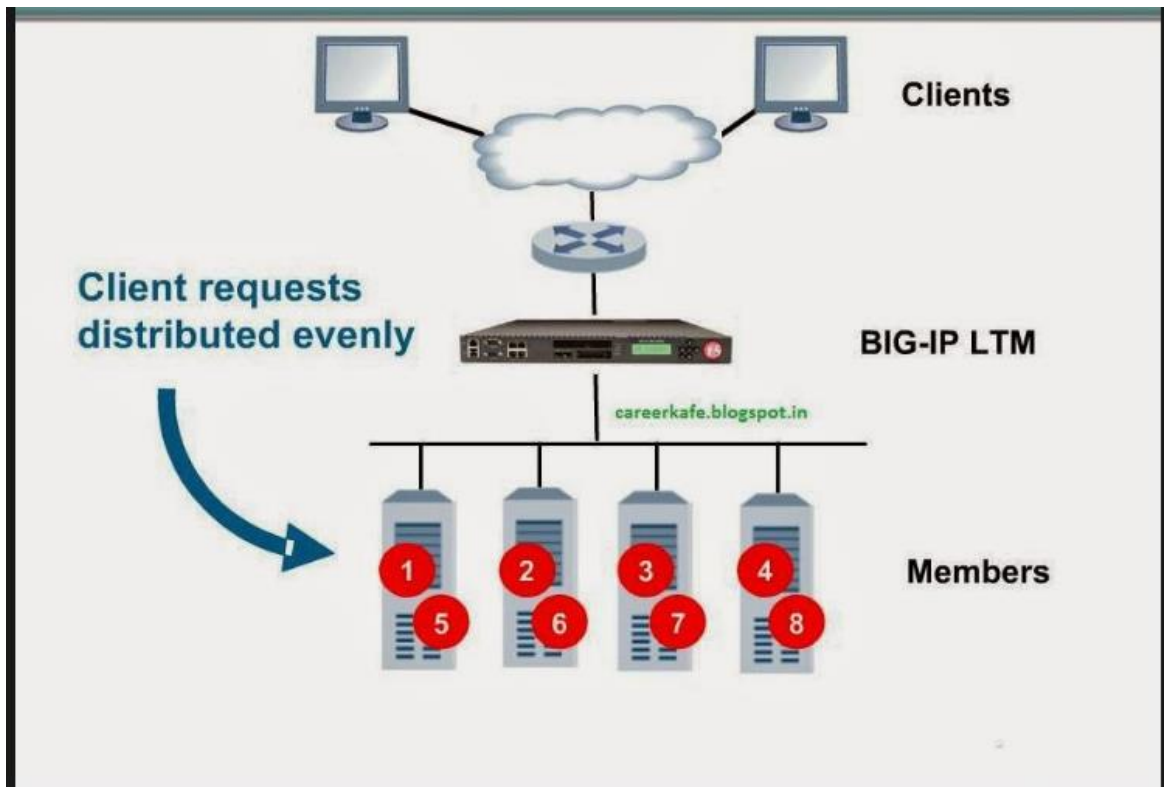 Clients
Client requests
distributed evenly
BIG-IP LTM
careerkafe.blogspot.in
Members
1
2
3
4
5
6
7
8